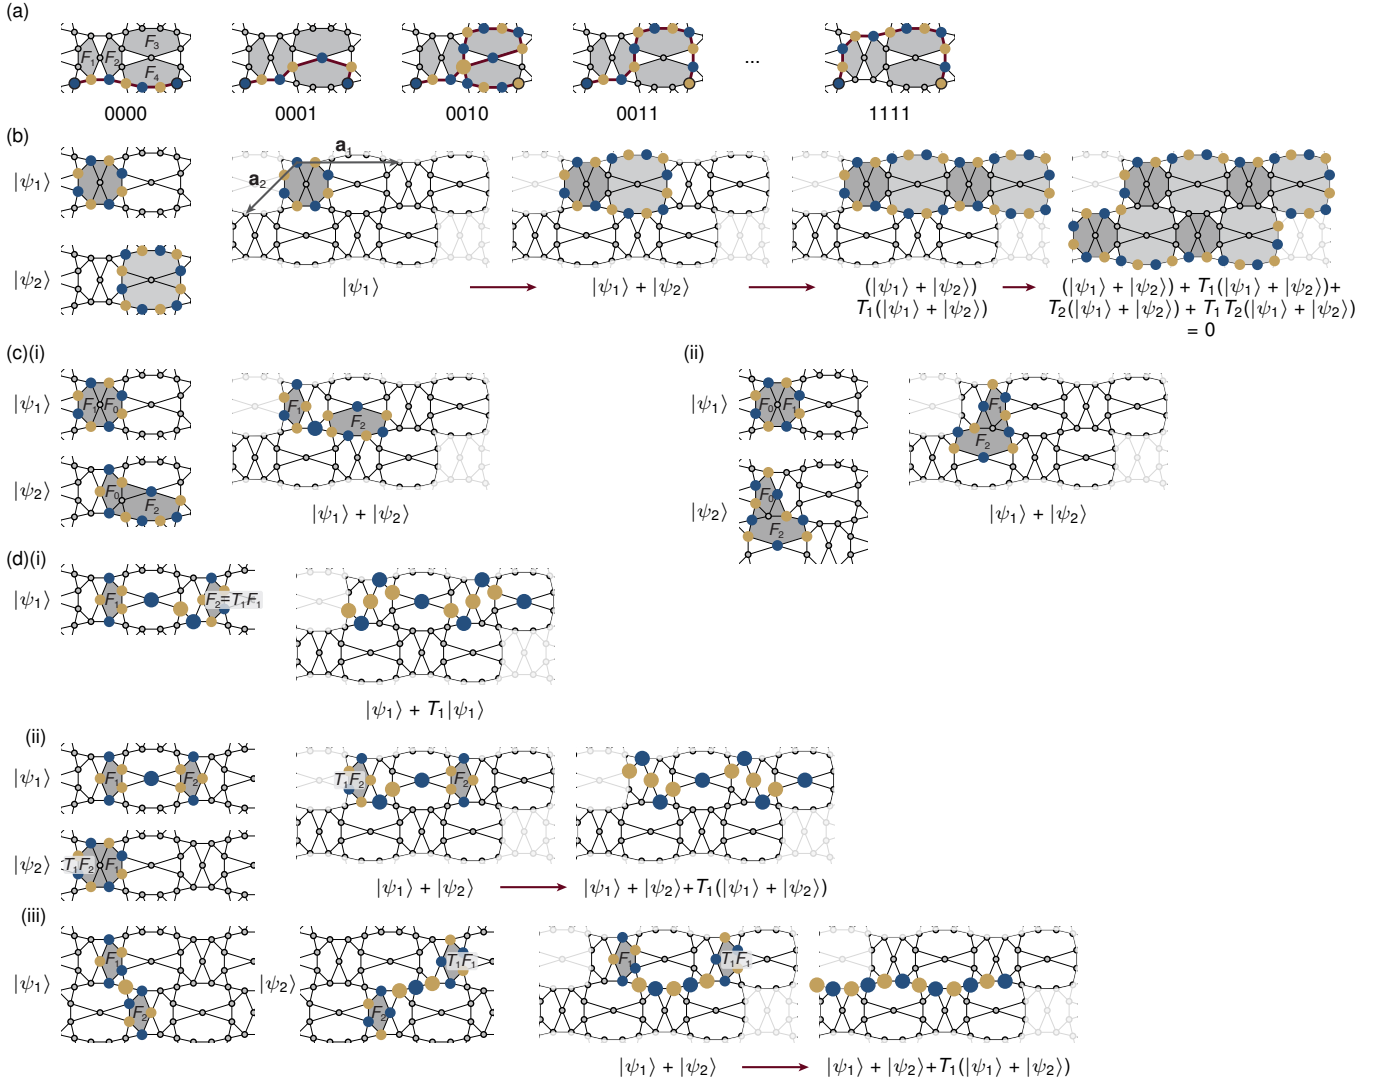 (a)
F₁ F₂ F₃ F₄
0000 0001 0010 0011 ... 1111
(b)
|ψ₁⟩
a₁
a₂
|ψ₂⟩
|ψ₁⟩
|ψ₁⟩ + |ψ₂⟩
(|ψ₁⟩ + |ψ₂⟩)
T₁(|ψ₁⟩ + |ψ₂⟩)
(|ψ₁⟩ + |ψ₂⟩) + T₁(|ψ₁⟩ + |ψ₂⟩)+
T₂(|ψ₁⟩ + |ψ₂⟩) + T₁T₂(|ψ₁⟩ + |ψ₂⟩)
= 0
(c)(i)
|ψ₁⟩ F₁ F₀
F₁ F₂
|ψ₂⟩ F₀ F₂
|ψ₁⟩ + |ψ₂⟩
(ii)
|ψ₁⟩ F₀ F₁
F₁ F₂
|ψ₂⟩ F₀ F₂
|ψ₁⟩ + |ψ₂⟩
(d)(i)
|ψ₁⟩ F₁ F₂=T₁F₁
|ψ₁⟩ + T₁|ψ₁⟩
(ii)
|ψ₁⟩ F₁ F₂
T₁F₂ F₂
|ψ₂⟩ T₁F₂ F₁
|ψ₁⟩ + |ψ₂⟩
|ψ₁⟩ + |ψ₂⟩+T₁(|ψ₁⟩ + |ψ₂⟩)
(iii)
|ψ₁⟩ F₁ F₂
|ψ₂⟩ T₁F₁ F₂
F₁ T₁F₁
|ψ₁⟩ + |ψ₂⟩
|ψ₁⟩ + |ψ₂⟩+T₁(|ψ₁⟩ + |ψ₂⟩)